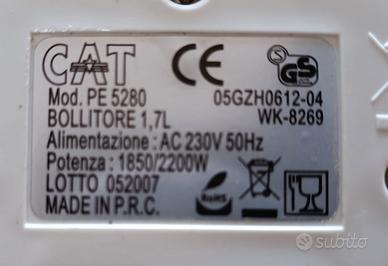 CAT CE GS
Mod. PE 5280 05GZH0612-04
BOLLITORE 1,7L WK-8269
Alimentazione : AC 230V 50Hz
Potenza : 1850/2200W
LOTTO 052007
MADE IN P.R.C. RoHS
subito